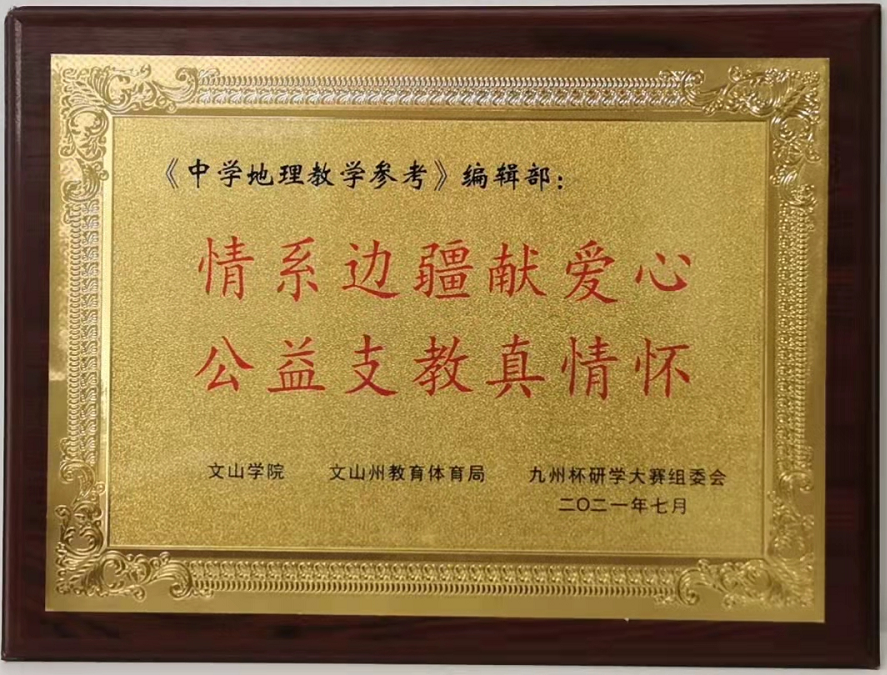 《中学地理教学参考》编辑部：
情系边疆献爱心
公益支教真情怀
文山学院 文山州教育体育局 九州杯研学大赛组委会
二〇二一年七月